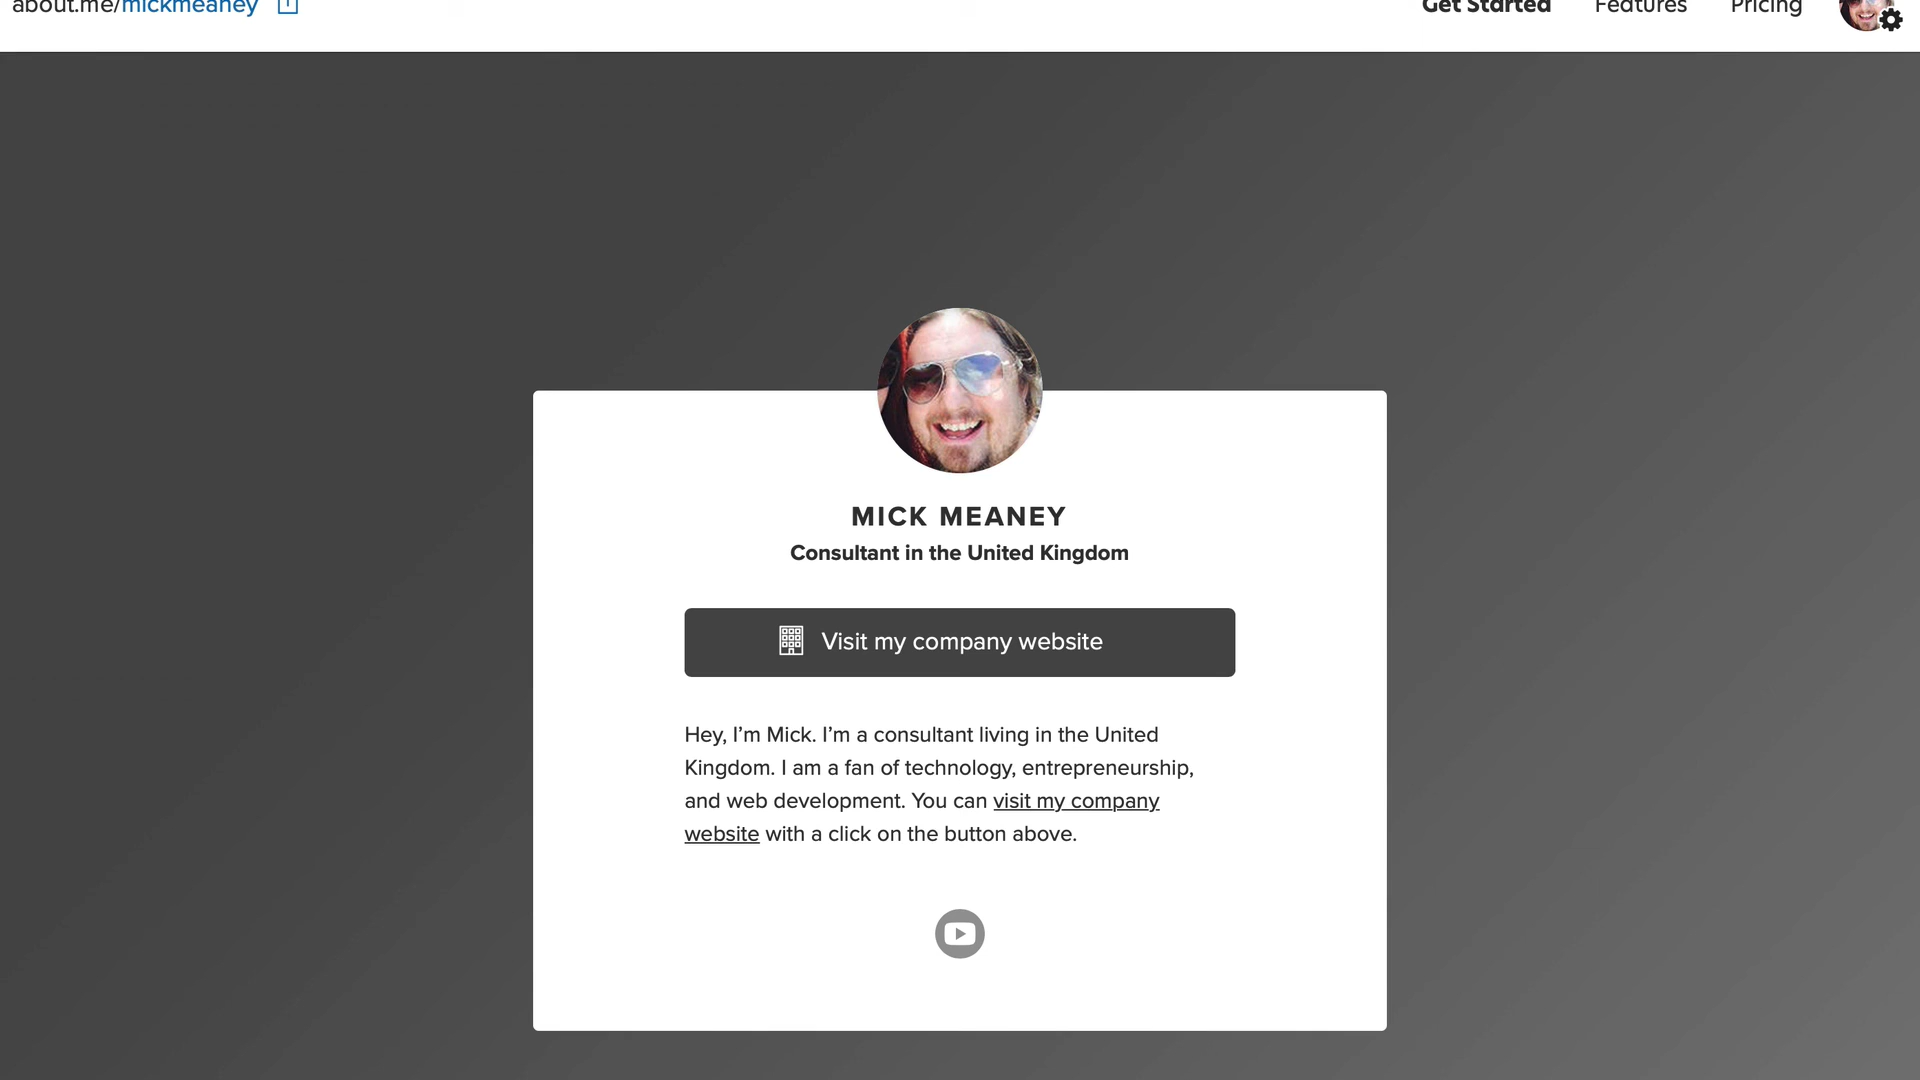 about.me/mickmeaney
Get Started
Features
Pricing
MICK MEANEY
Consultant in the United Kingdom
Visit my company website
Hey, I’m Mick. I’m a consultant living in the United
Kingdom. I am a fan of technology, entrepreneurship,
and web development. You can visit my company
website with a click on the button above.